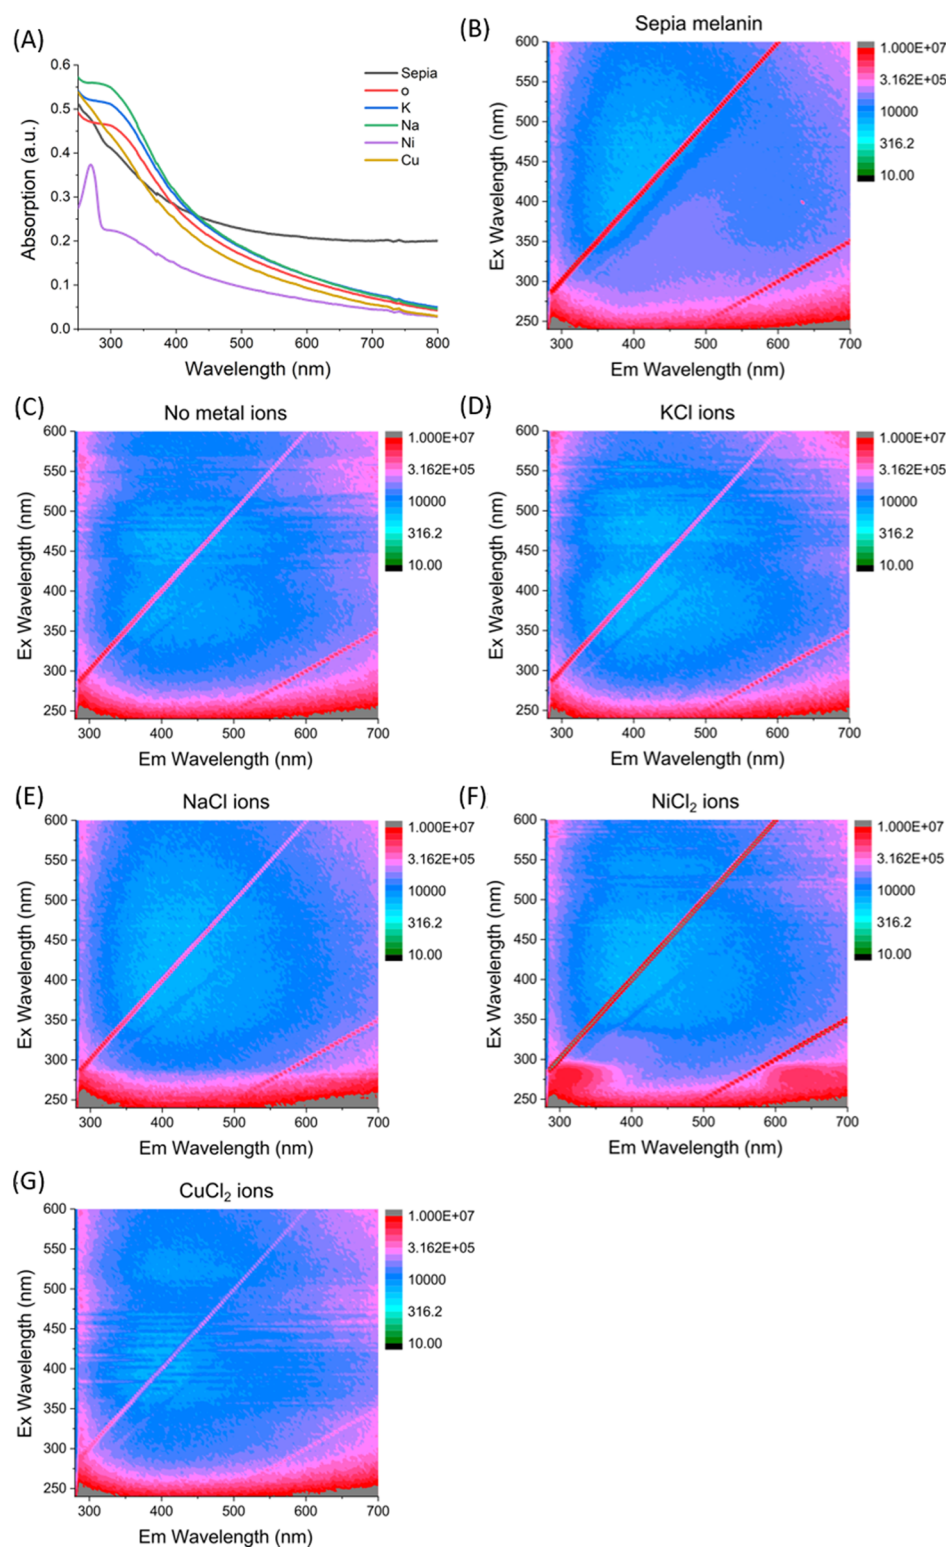 (A)
Absorption (a.u.)
0.6
0.5
0.4
0.3
0.2
0.1
0.0
300 400 500 600 700 800
Wavelength (nm)
Sepia
o
K
Na
Ni
Cu
(B)
Sepia melanin
Ex Wavelength (nm)
600
550
500
450
400
350
300
250
300 400 500 600 700
Em Wavelength (nm)
1.000E+07
3.162E+05
10000
316.2
10.00
(C)
No metal ions
Ex Wavelength (nm)
600
550
500
450
400
350
300
250
300 400 500 600 700
Em Wavelength (nm)
1.000E+07
3.162E+05
10000
316.2
10.00
(D)
KCl ions
Ex Wavelength (nm)
600
550
500
450
400
350
300
250
300 400 500 600 700
Em Wavelength (nm)
1.000E+07
3.162E+05
10000
316.2
10.00
(E)
NaCl ions
Ex Wavelength (nm)
600
550
500
450
400
350
300
250
300 400 500 600 700
Em Wavelength (nm)
1.000E+07
3.162E+05
10000
316.2
10.00
(F)
NiCl₂ ions
Ex Wavelength (nm)
600
550
500
450
400
350
300
250
300 400 500 600 700
Em Wavelength (nm)
1.000E+07
3.162E+05
10000
316.2
10.00
(G)
CuCl₂ ions
Ex Wavelength (nm)
600
550
500
450
400
350
300
250
300 400 500 600 700
Em Wavelength (nm)
1.000E+07
3.162E+05
10000
316.2
10.00